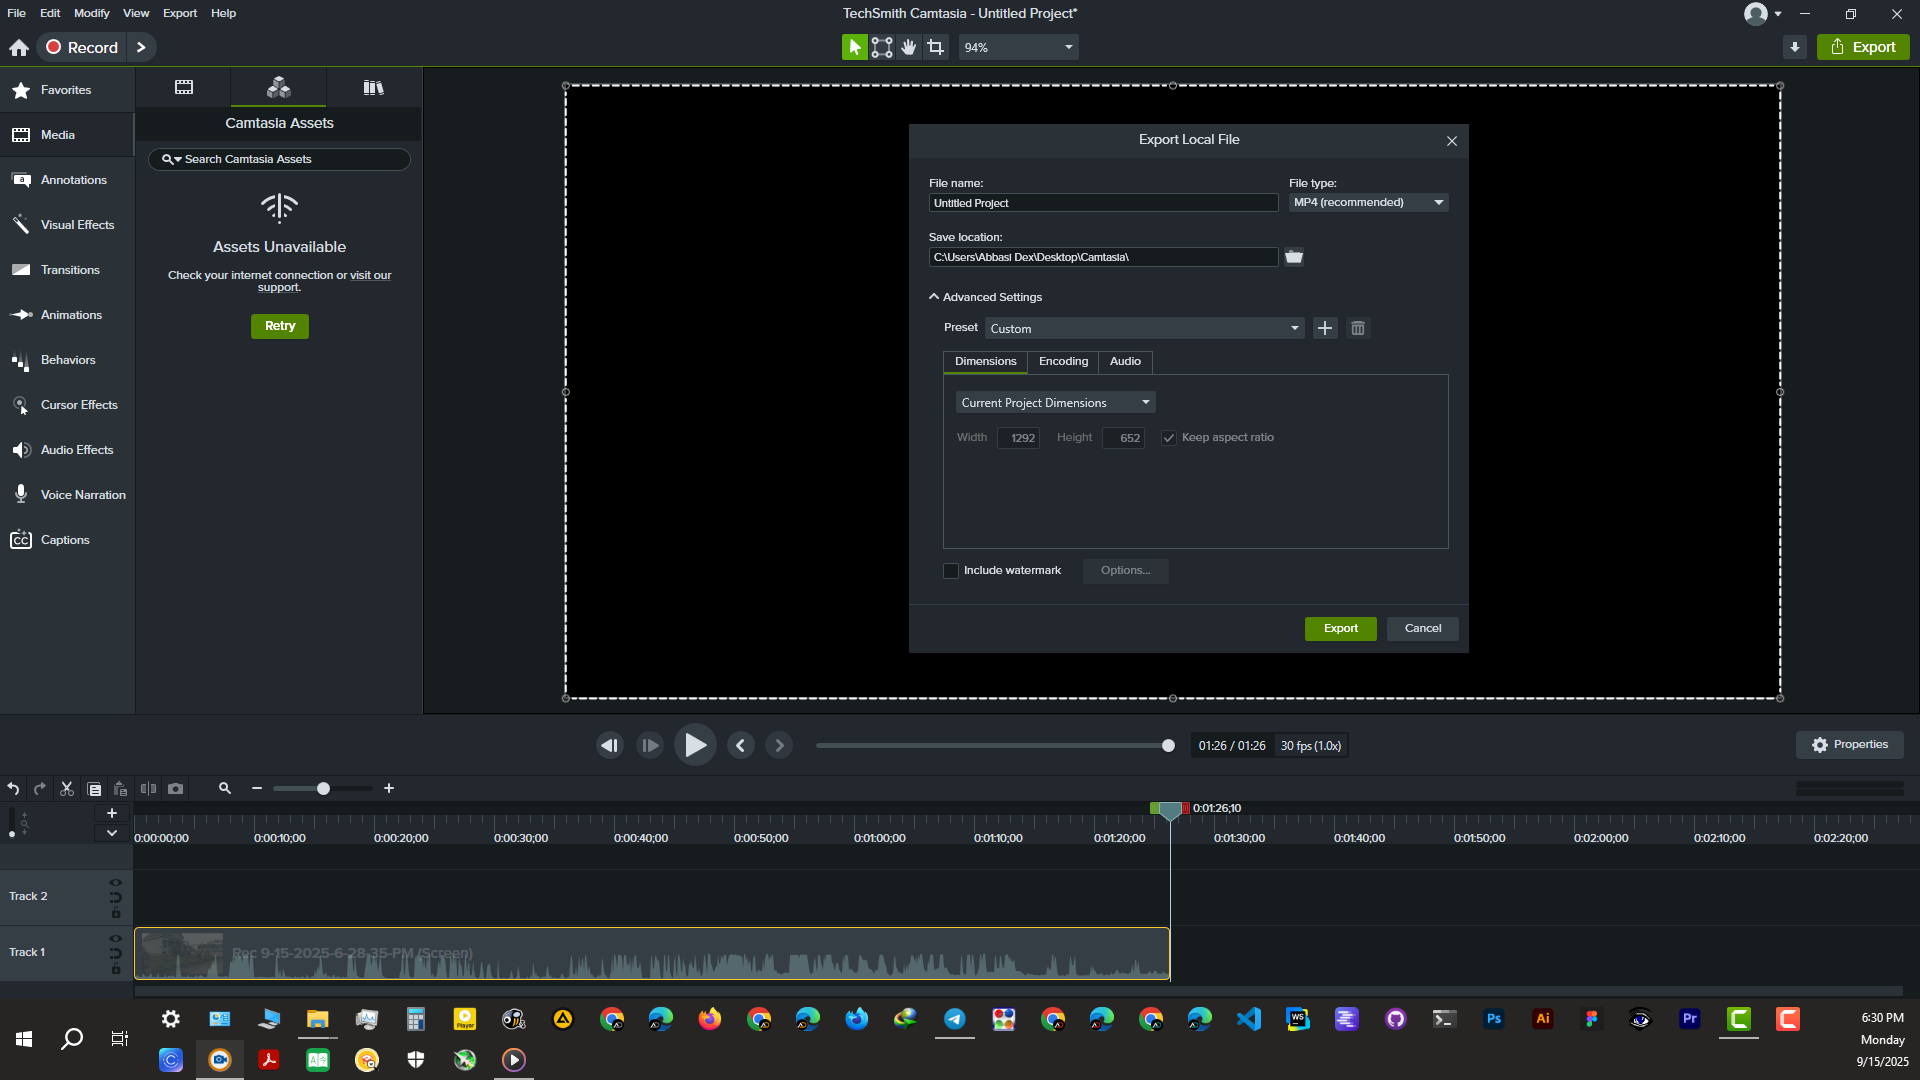 File Edit Modify View Export Help
TechSmith Camtasia - Untitled Project*
Record
94%
Export
Favorites
Media
Annotations
Visual Effects
Transitions
Animations
Behaviors
Cursor Effects
Audio Effects
Voice Narration
Captions
Camtasia Assets
Search Camtasia Assets
Assets Unavailable
Check your internet connection or visit our
support.
Retry
Export Local File
File name:
File type:
Untitled Project
MP4 (recommended)
Save location:
C:\Users\Abbasi Dex\Desktop\Camtasia\
Advanced Settings
Preset
Custom
Dimensions Encoding Audio
Current Project Dimensions
Width 1292 Height 652 Keep aspect ratio
Include watermark Options...
Export Cancel
01:26 / 01:26 30 fps (1.0x)
Properties
0:01:26;10
0:00:00;00 0:00:10;00 0:00:20;00 0:00:30;00 0:00:40;00 0:00:50;00 0:01:00;00 0:01:10;00 0:01:20;00 0:01:30;00 0:01:40;00 0:01:50;00 0:02:00;00 0:02:10;00 0:02:20;00
Track 2
Track 1
Rec 9-15-2025-6-28-35-PM (Screen)
Player
WS
Ps
Ai
Pr
6:30 PM
Monday
9/15/2025